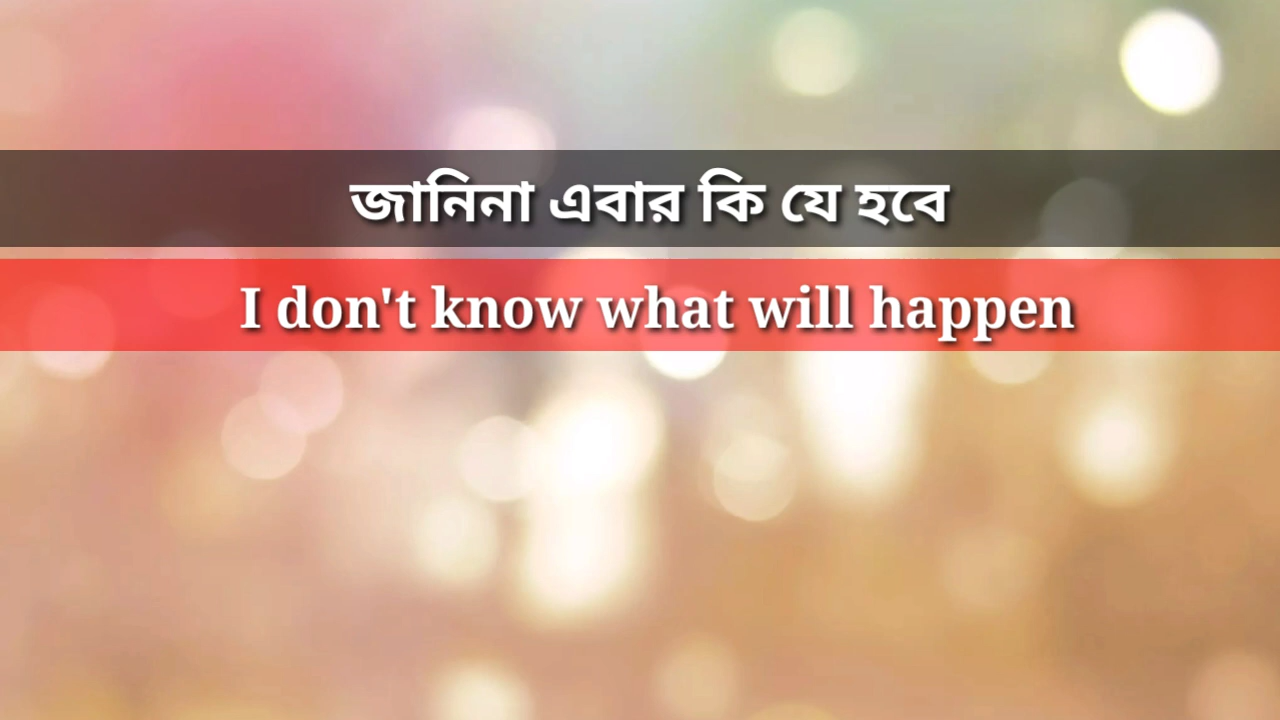 জানিনা এবার কি যে হবে
I don't know what will happen